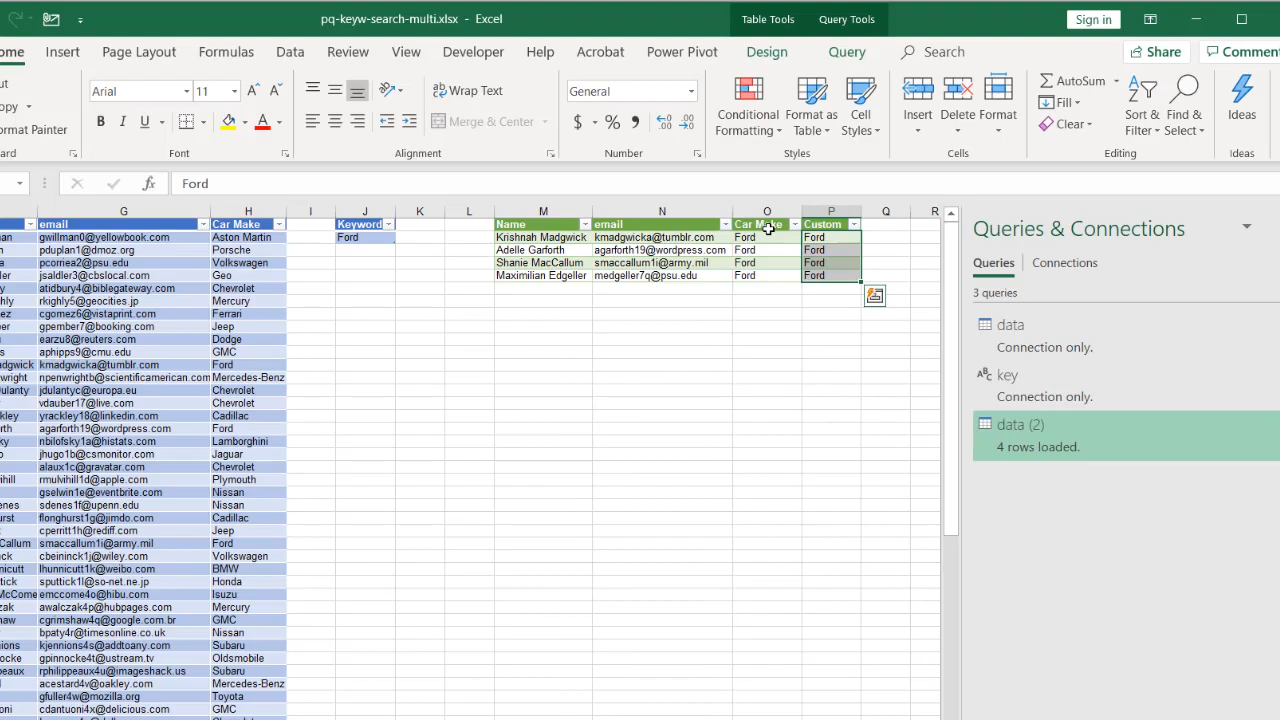 pq-keyw-search-multi.xlsx - Excel
Table Tools
Query Tools
Sign in
Insert
Page Layout
Formulas
Data
Review
View
Developer
Help
Acrobat
Power Pivot
Design
Query
Search
Share
Arial
11
Wrap Text
General
Merge & Center
Conditional
Formatting
Format as
Table
Cell
Styles
Insert
Delete
Format
AutoSum
Fill
Clear
Sort &
Filter
Find &
Select
Ideas
Font
Alignment
Number
Styles
Cells
Editing
Ideas
fx Ford
G H I J K L M N O P Q R
email Car Make Keyword Name email Car Make Custom
gwillman0@yellowbook.com Aston Martin Ford Krishnah Madgwick kmadgwicka@tumblr.com Ford Ford
pduplan1@dmoz.org Porsche Adelle Garforth agarforth19@wordpress.com Ford Ford
pcorriea2@psu.edu Volkswagen Shanie MacCallum smaccallum1i@army.mil Ford Ford
jsaldler3@cbslocal.com Geo Maximilian Edgeller medgeller7q@psu.edu Ford Ford
atidbury4@biblegateway.com Chevrolet
rkighly5@geocities.jp Mercury
cgomez6@vistaprint.com Ferrari
gpember7@booking.com Jeep
earzu8@reuters.com Dodge
aphipps9@cmu.edu GMC
kmadgwicka@tumblr.com Ford
npenwrightb@scientificamerican.com Mercedes-Benz
jdulantyc@europa.eu Chevrolet
vdauber17@live.com Chevrolet
yrackley18@linkedin.com Cadillac
agarforth19@wordpress.com Ford
nbilofsky1a@histats.com Lamborghini
jhugo1b@csmonitor.com Jaguar
alaux1c@gravatar.com Chevrolet
rmulvihill1d@apple.com Plymouth
gselwin1e@eventbrite.com Nissan
sdenes1f@upenn.edu Nissan
flonghurst1g@jimdo.com Cadillac
cperritt1h@rediff.com Jeep
smaccallum1i@army.mil Ford
cbeininck1j@wiley.com Volkswagen
lhunnicutt1k@weibo.com BMW
sputtick1l@so-net.ne.jp Honda
emccome4o@hibu.com Isuzu
awalczak4p@hubpages.com Mercury
cgrimshaw4q@google.com.br GMC
bpaty4r@timesonline.co.uk Nissan
kjennions4s@addtoany.com Subaru
gpinnocke4t@ustream.tv Oldsmobile
rphilippeaux4u@imageshack.us Subaru
acestard4v@oakley.com Mercedes-Benz
gfuller4w@mozilla.org Toyota
cdantuoni4x@delicious.com GMC
Queries & Connections
Queries
Connections
3 queries
data
Connection only.
ABC key
Connection only.
data (2)
4 rows loaded.